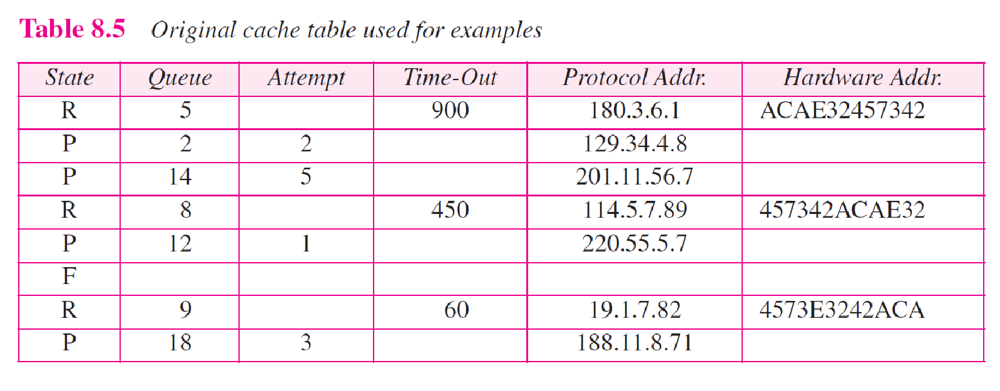 Table 8.5 Original cache table used for examples
State Queue Attempt Time-Out Protocol Addr. Hardware Addr.
R 5 900 180.3.6.1 ACAE32457342
P 2 2 129.34.4.8
P 14 5 201.11.56.7
R 8 450 114.5.7.89 457342ACAE32
P 12 1 220.55.5.7
F
R 9 60 19.1.7.82 4573E3242ACA
P 18 3 188.11.8.71